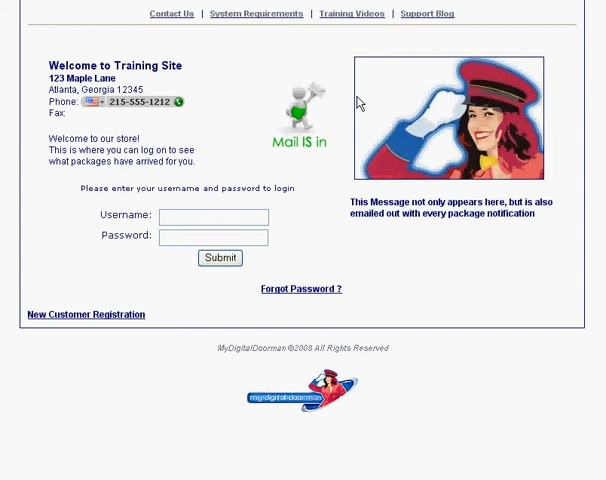 Contact Us | System Requirements | Training Videos | Support Blog
Welcome to Training Site
123 Maple Lane
Atlanta, Georgia 12345
Phone: 215-555-1212
Fax:
Mail IS in
Welcome to our store!
This is where you can log on to see
what packages have arrived for you.
Please enter your username and password to login
This Message not only appears here, but is also
emailed out with every package notification
Username:
Password:
Submit
Forgot Password ?
New Customer Registration
MyDigitalDoorman ©2008 All Rights Reserved
my digital doorman